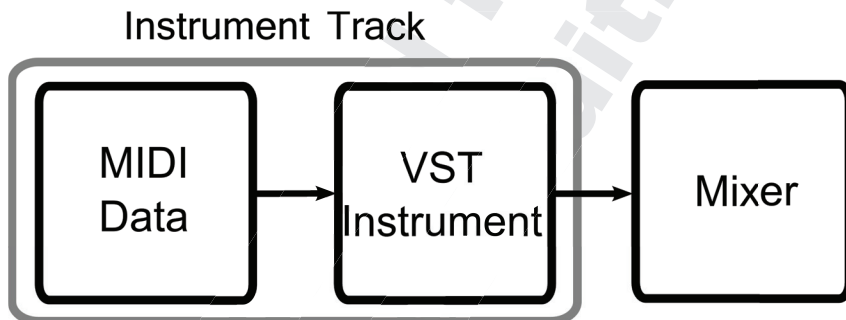 Instrument Track
MIDI
Data
VST
Instrument
Mixer